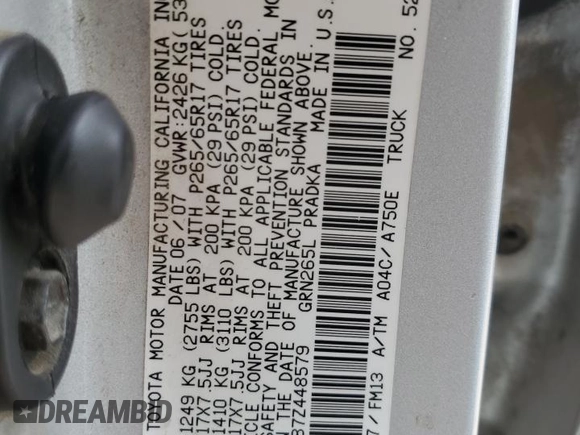 TOYOTA MOTOR MANUFACTURING CALIFORNIA IN
DATE 06 / 07 GVWR: 2426 KG( 53
1249 KG (2755 LBS) WITH P265/65R17 TIRES
17X7 5JJ RIMS AT 200 KPA (29 PSI) COLD.
1410 KG (3110 LBS) WITH P265/65R17 TIRES
17X7 5JJ RIMS AT 200 KPA (29 PSI) COLD.
CLE CONFORMS TO ALL APPLICABLE FEDERAL MO
SAFETY AND THEFT PREVENTION STANDARDS IN
N THE DATE OF MANUFACTURE SHOWN ABOVE.
37Z448579 GRN265L PRADKA MADE IN U.S.
7 / FM13 A/TM A04C/A750E TRUCK
NO. 52
DREAMBID